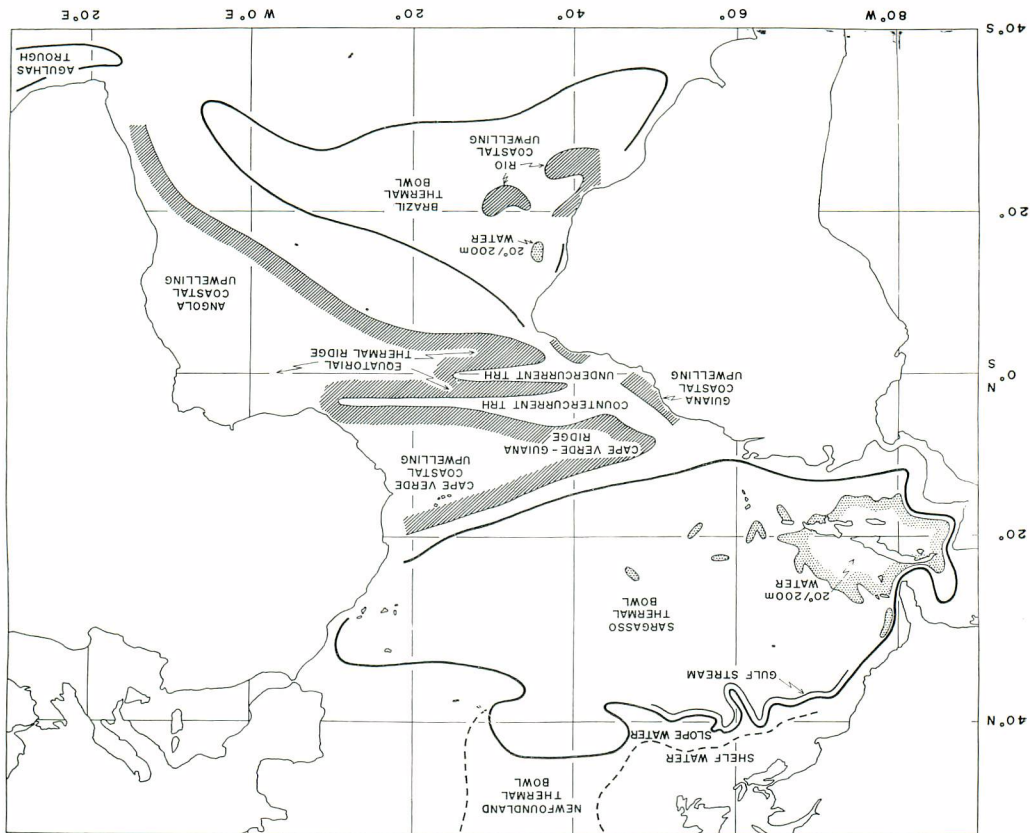 NEWFOUNDLAND
THERMAL
BOWL
SHELF WATER
SLOPE WATER
40°N
GULF STREAM
SARGASSO
THERMAL
BOWL
20°/200m
WATER
20°
CAPE VERDE
COASTAL
UPWELLING
CAPE VERDE-GUIANA
RIDGE
COUNTERCURRENT TRH
GUIANA
COASTAL
UPWELLING
UNDERCURRENT TRH
N
0°
S
EQUATORIAL
THERMAL RIDGE
ANGOLA
COASTAL
UPWELLING
20°/200m
WATER
20°
BRAZIL
THERMAL
BOWL
RIO
COASTAL
UPWELLING
AGULHAS
TROUGH
40°S
80°W
60°
40°
20°
W 0° E
20°E